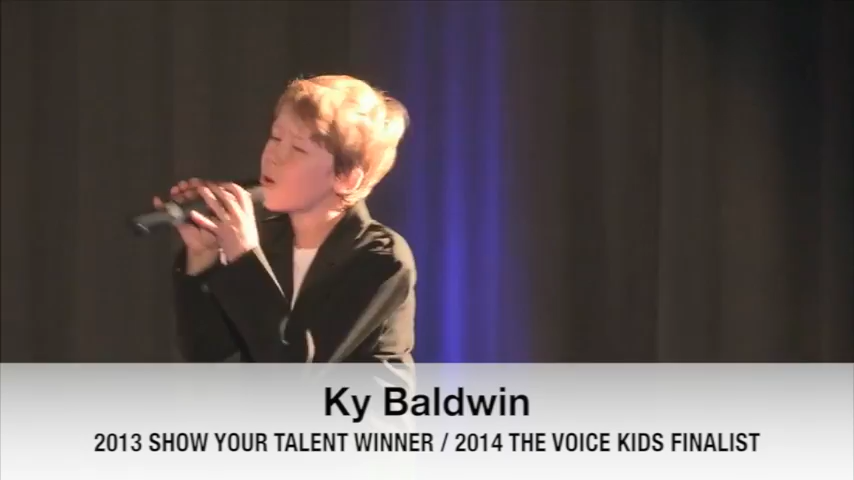 Ky Baldwin
2013 SHOW YOUR TALENT WINNER / 2014 THE VOICE KIDS FINALIST